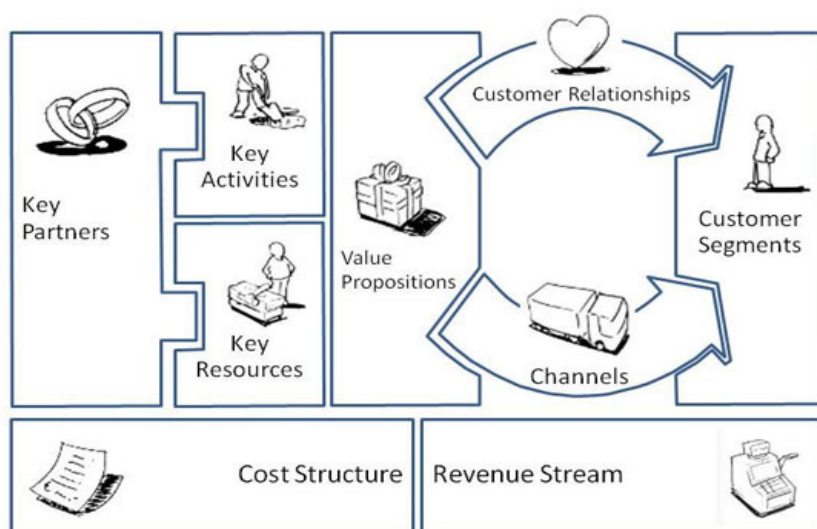 Key
Partners
Key
Activities
Key
Resources
Value
Propositions
Customer Relationships
Channels
Customer
Segments
Cost Structure
Revenue Stream